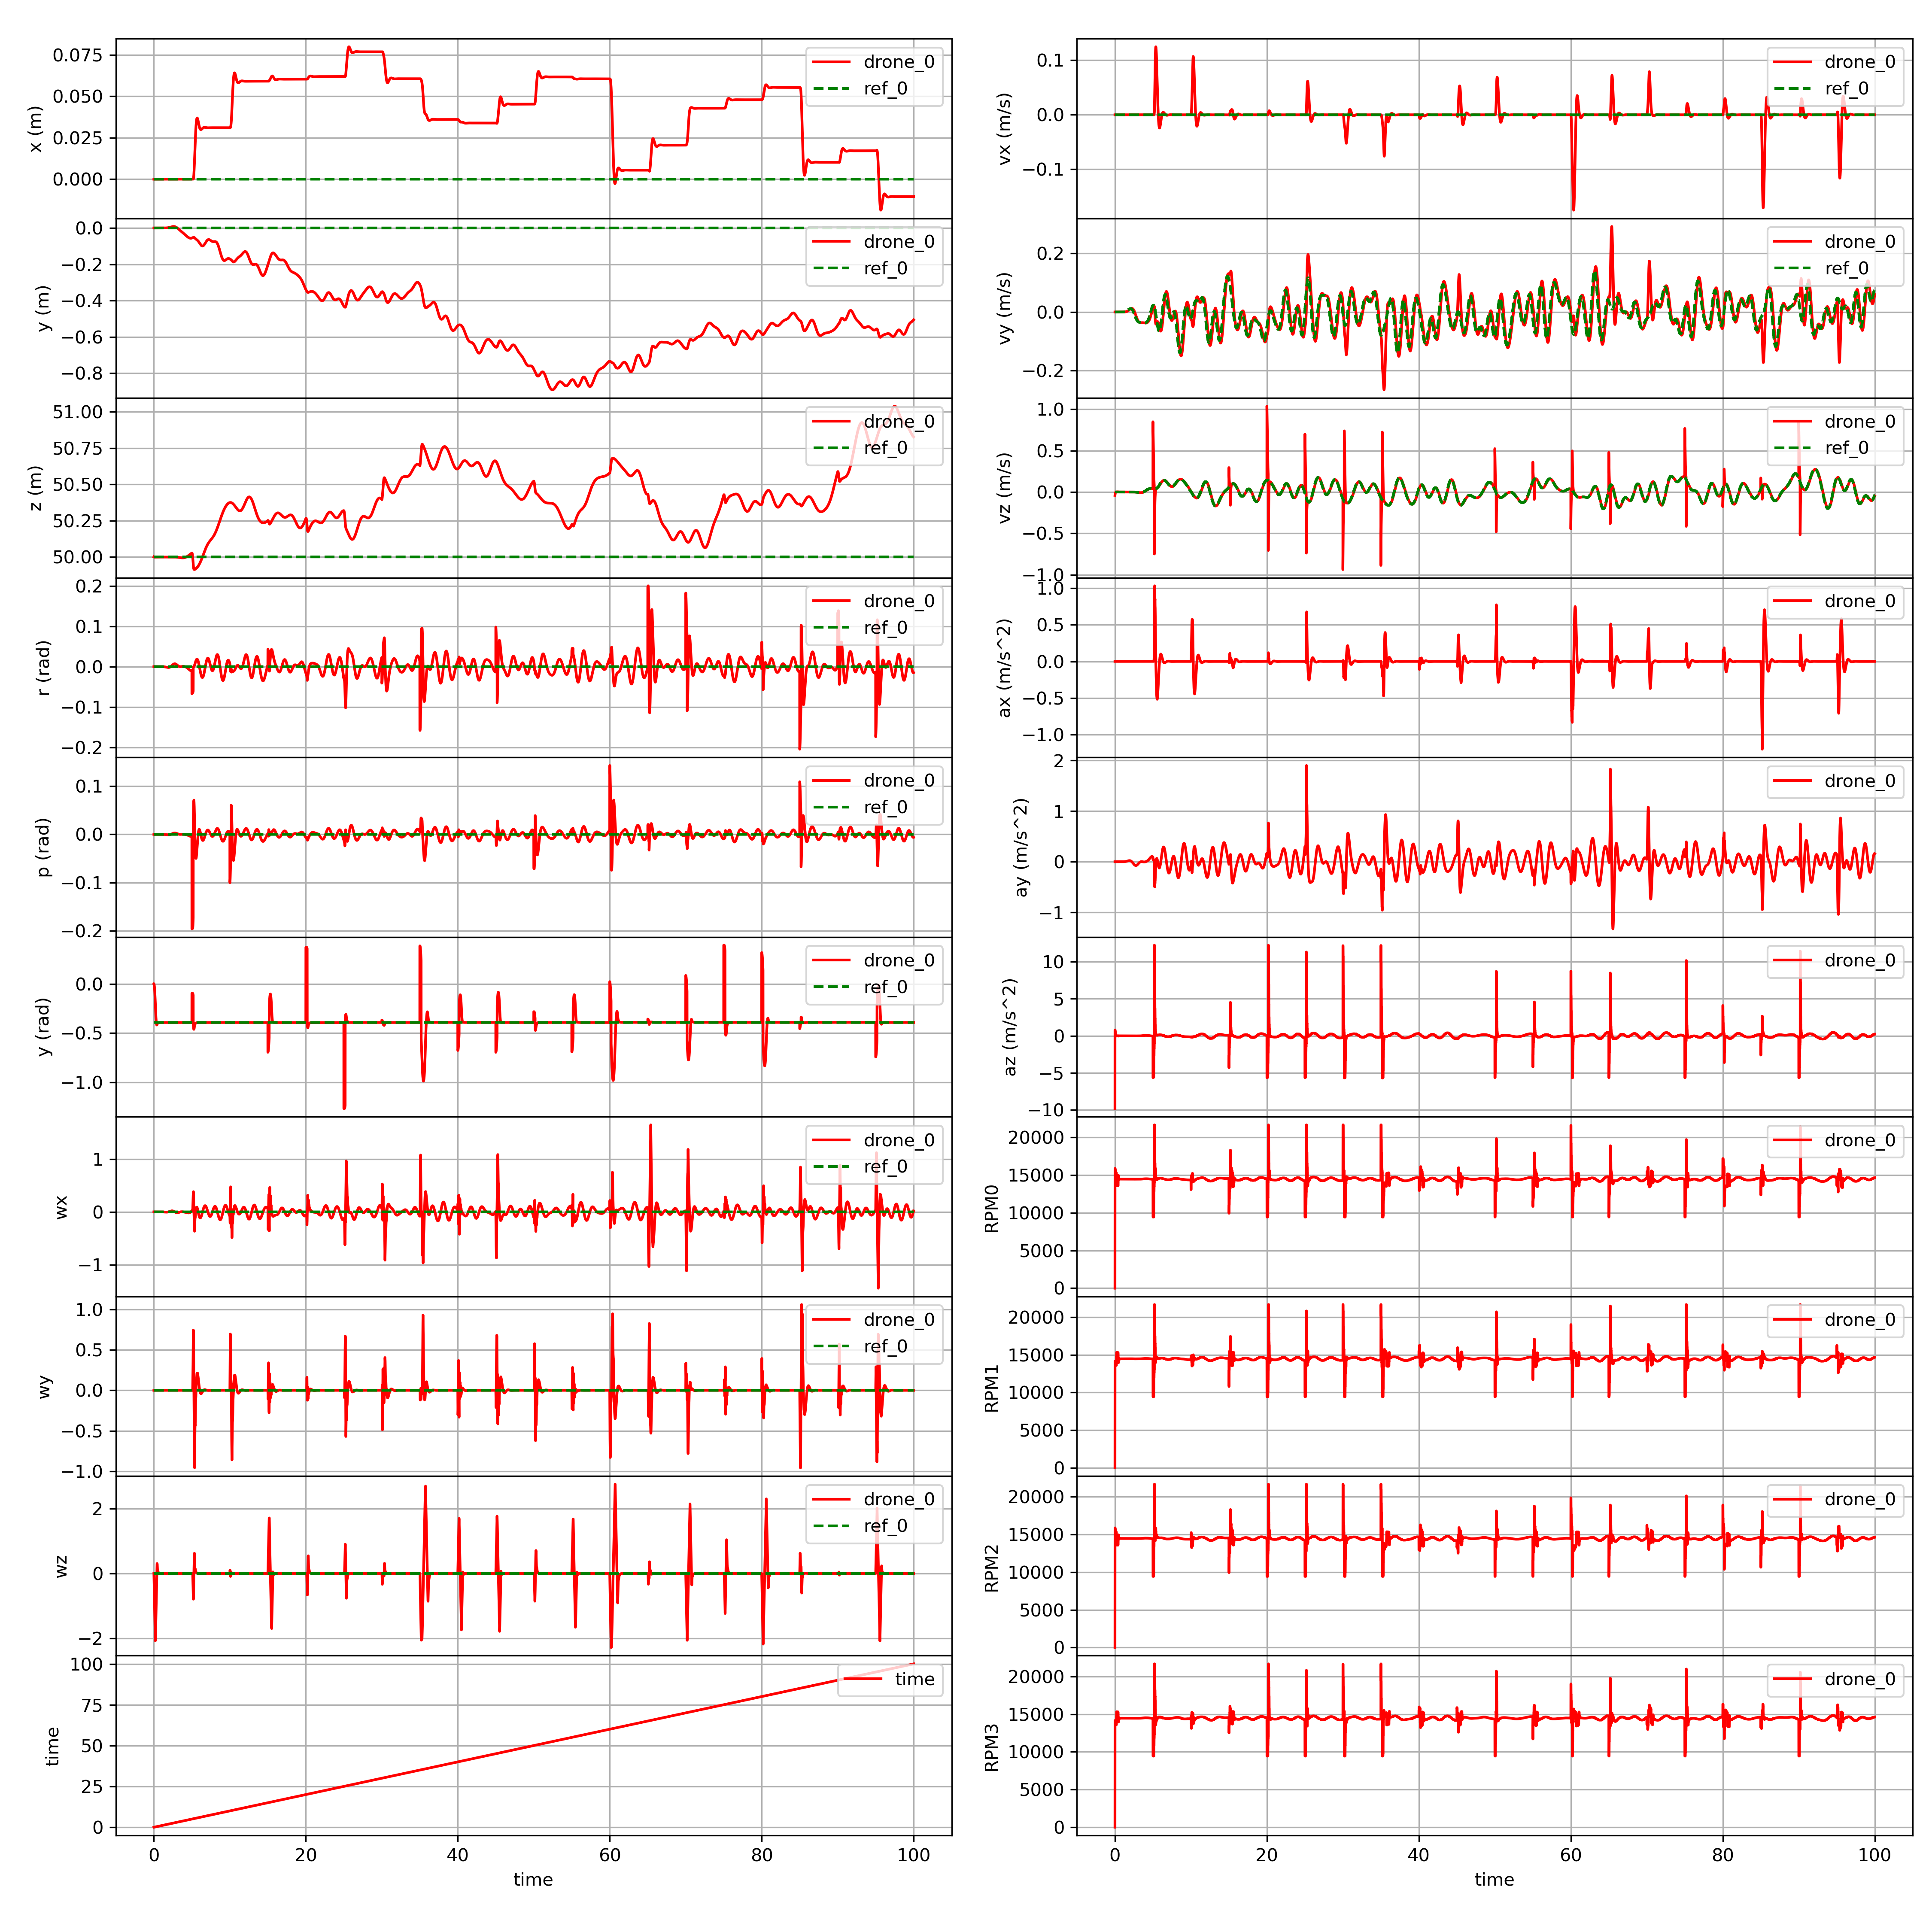 x (m)
0.075
0.050
0.025
0.000
drone_0
ref_0
y (m)
0.0
−0.2
−0.4
−0.6
−0.8
drone_0
ref_0
z (m)
51.00
50.75
50.50
50.25
50.00
drone_0
ref_0
r (rad)
0.2
0.1
0.0
−0.1
−0.2
drone_0
ref_0
p (rad)
0.1
0.0
−0.1
−0.2
drone_0
ref_0
y (rad)
0.0
−0.5
−1.0
drone_0
ref_0
wx
1
0
−1
drone_0
ref_0
wy
1.0
0.5
0.0
−0.5
−1.0
drone_0
ref_0
wz
2
0
−2
drone_0
ref_0
time
100
75
50
25
0
time
0 20 40 60 80 100
time
vx (m/s)
0.1
0.0
−0.1
drone_0
ref_0
vy (m/s)
0.2
0.0
−0.2
drone_0
ref_0
vz (m/s)
1.0
0.5
0.0
−0.5
−1.0
drone_0
ref_0
ax (m/s^2)
1.0
0.5
0.0
−0.5
−1.0
drone_0
ay (m/s^2)
2
1
0
−1
drone_0
az (m/s^2)
10
5
0
−5
−10
drone_0
RPM0
20000
15000
10000
5000
0
drone_0
RPM1
20000
15000
10000
5000
0
drone_0
RPM2
20000
15000
10000
5000
0
drone_0
RPM3
20000
15000
10000
5000
0
drone_0
0 20 40 60 80 100
time